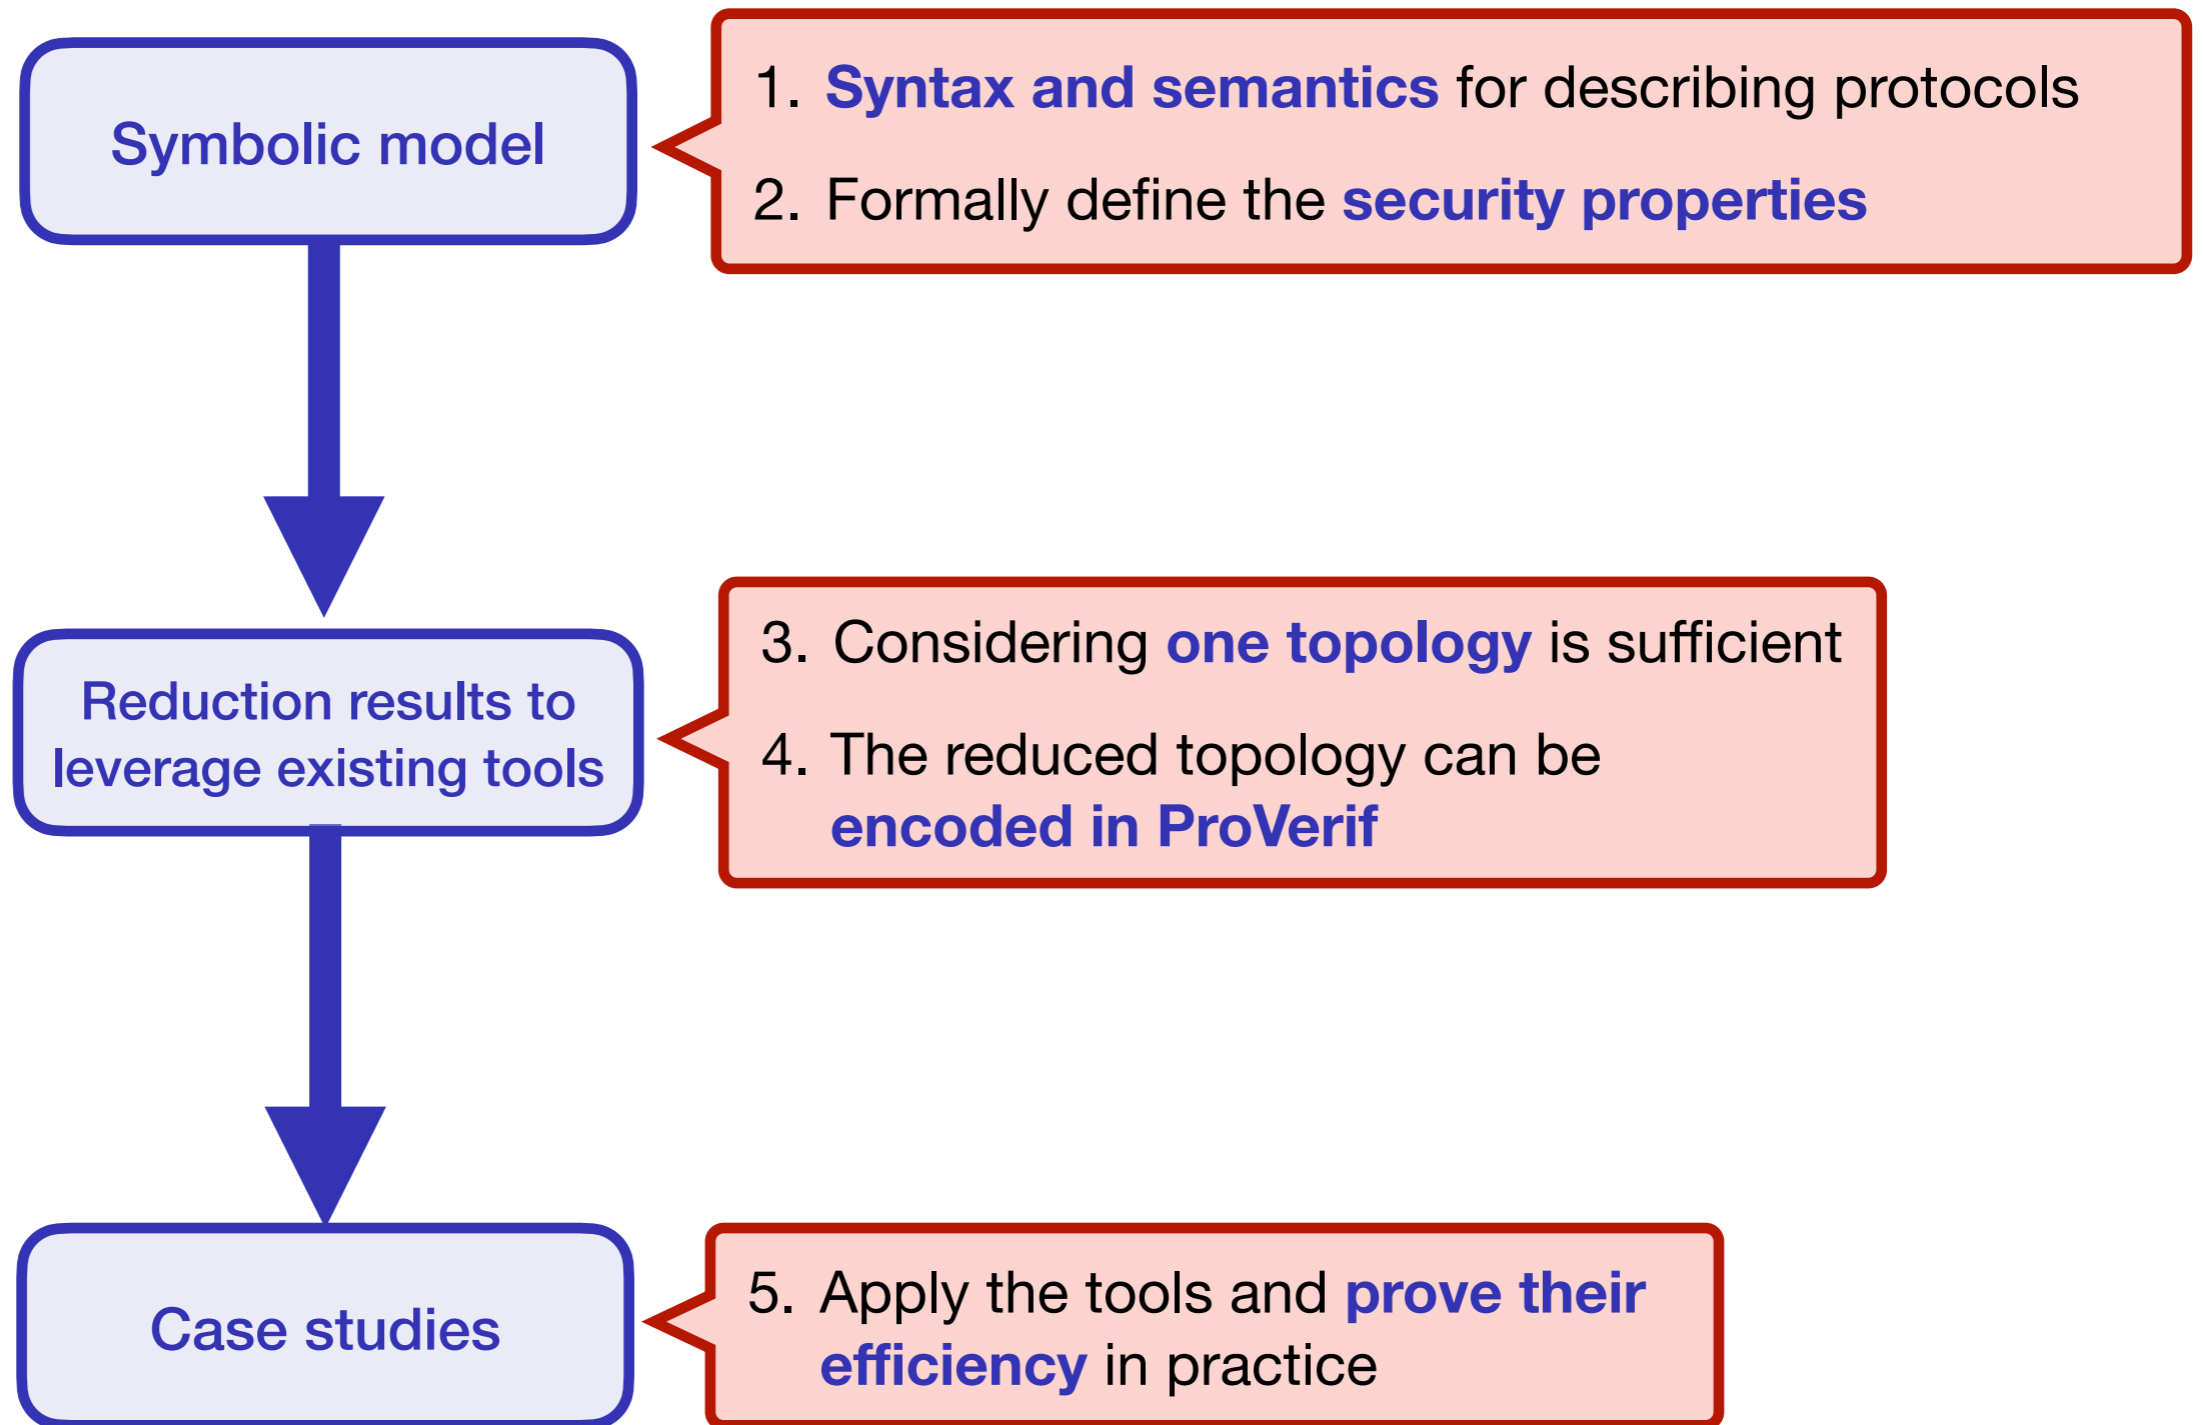 Symbolic model
1. Syntax and semantics for describing protocols
2. Formally define the security properties
Reduction results to
leverage existing tools
3. Considering one topology is sufficient
4. The reduced topology can be
encoded in ProVerif
Case studies
5. Apply the tools and prove their
efficiency in practice